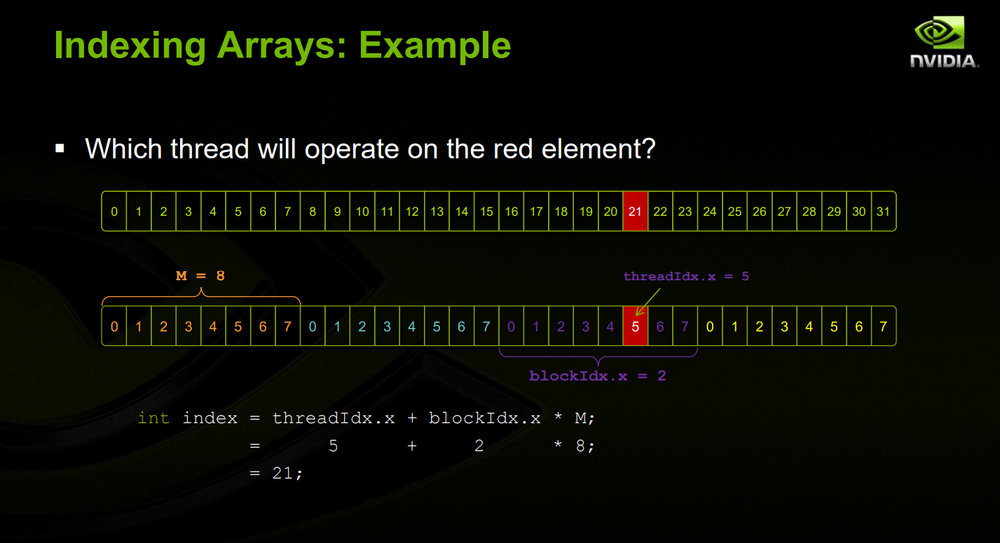 Indexing Arrays: Example
NVIDIA.
▪ Which thread will operate on the red element?
0 1 2 3 4 5 6 7 8 9 10 11 12 13 14 15 16 17 18 19 20 21 22 23 24 25 26 27 28 29 30 31
M = 8
threadIdx.x = 5
0 1 2 3 4 5 6 7 0 1 2 3 4 5 6 7 0 1 2 3 4 5 6 7 0 1 2 3 4 5 6 7
blockIdx.x = 2
int index = threadIdx.x + blockIdx.x * M;
= 5 + 2 * 8;
= 21;